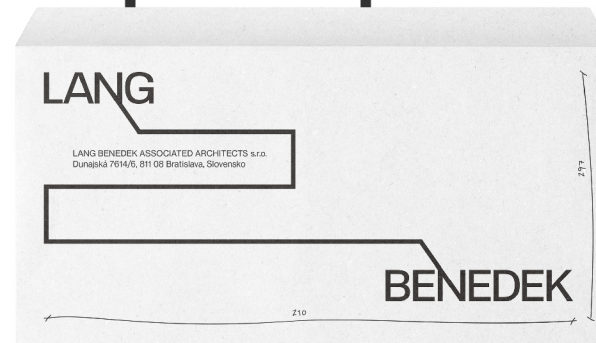 LANG
LANG BENEDEK ASSOCIATED ARCHITECTS s.r.o.
Dunajská 7614/6, 811 08 Bratislava, Slovensko
297
BENEDEK
210